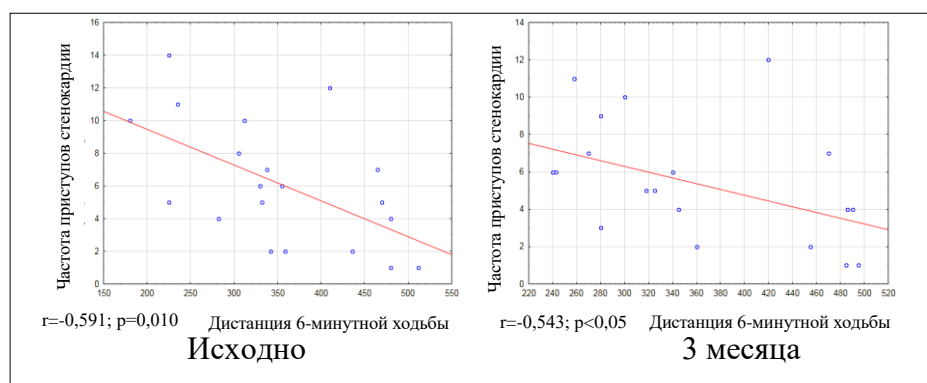 Частота приступов стенокардии
16
14
12
10
8
6
4
2
0
150 200 250 300 350 400 450 500 550
r=-0,591; p=0,010 Дистанция 6-минутной ходьбы
Исходно
Частота приступов стенокардии
14
12
10
8
6
4
2
0
220 240 260 280 300 320 340 360 380 400 420 440 460 480 500 520
r=-0,543; p<0,05 Дистанция 6-минутной ходьбы
3 месяца